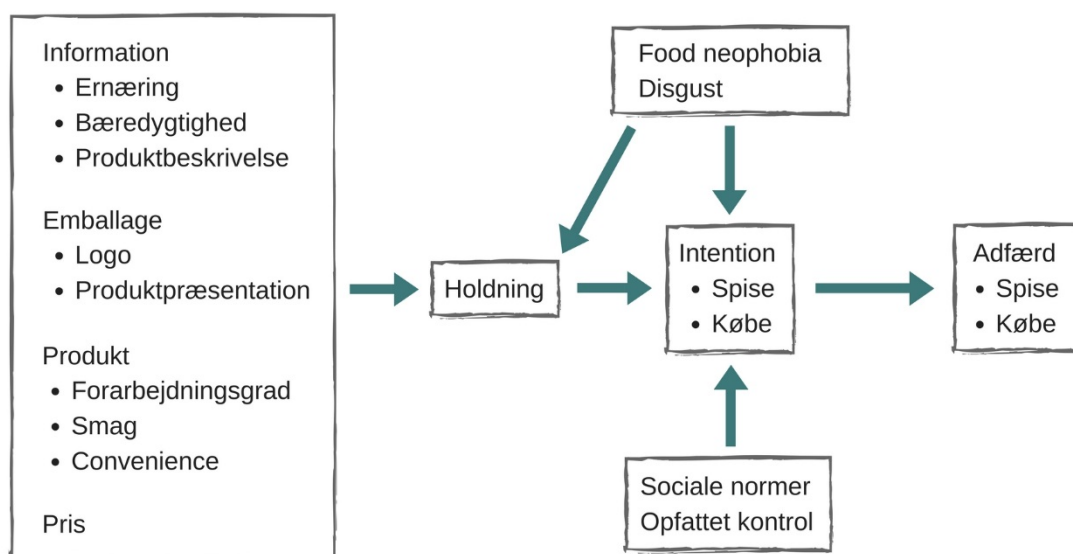 Information
• Ernæring
• Bæredygtighed
• Produktbeskrivelse
Emballage
• Logo
• Produktpræsentation
Produkt
• Forarbejdningsgrad
• Smag
• Convenience
Pris
Holdning
Food neophobia
Disgust
Intention
• Spise
• Købe
Sociale normer
Opfattet kontrol
Adfærd
• Spise
• Købe